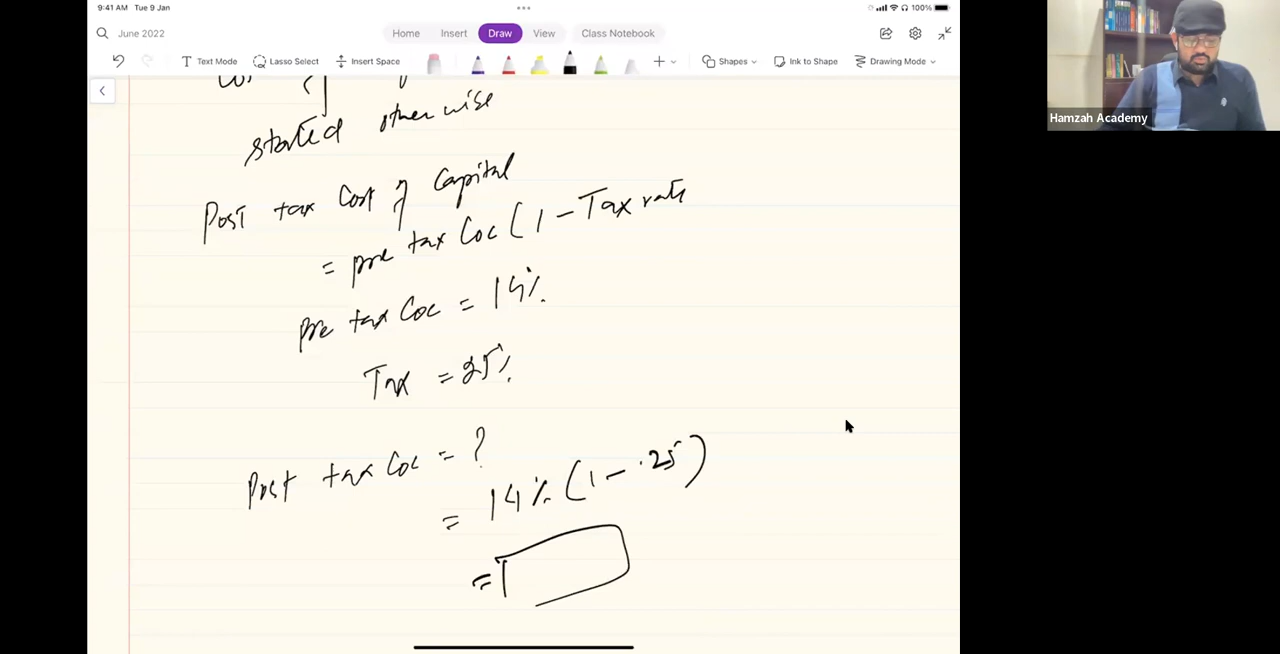 9:41 AM Tue 9 Jan
100%
June 2022
Home Insert Draw View Class Notebook
Text Mode Lasso Select Insert Space Shapes Ink to Shape Drawing Mode
Hamzah Academy
stated otherwise
Post tax Cost of Capital
= pre tax Coc (1 - Tax rate
pre tax Coc = 14%
Tax = 25%
Post tax Coc = ?
= 14% (1 - .25)
=